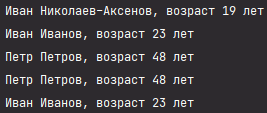 Иван Николаев-Аксенов, возраст 19 лет
Иван Иванов, возраст 23 лет
Петр Петров, возраст 48 лет
Петр Петров, возраст 48 лет
Иван Иванов, возраст 23 лет